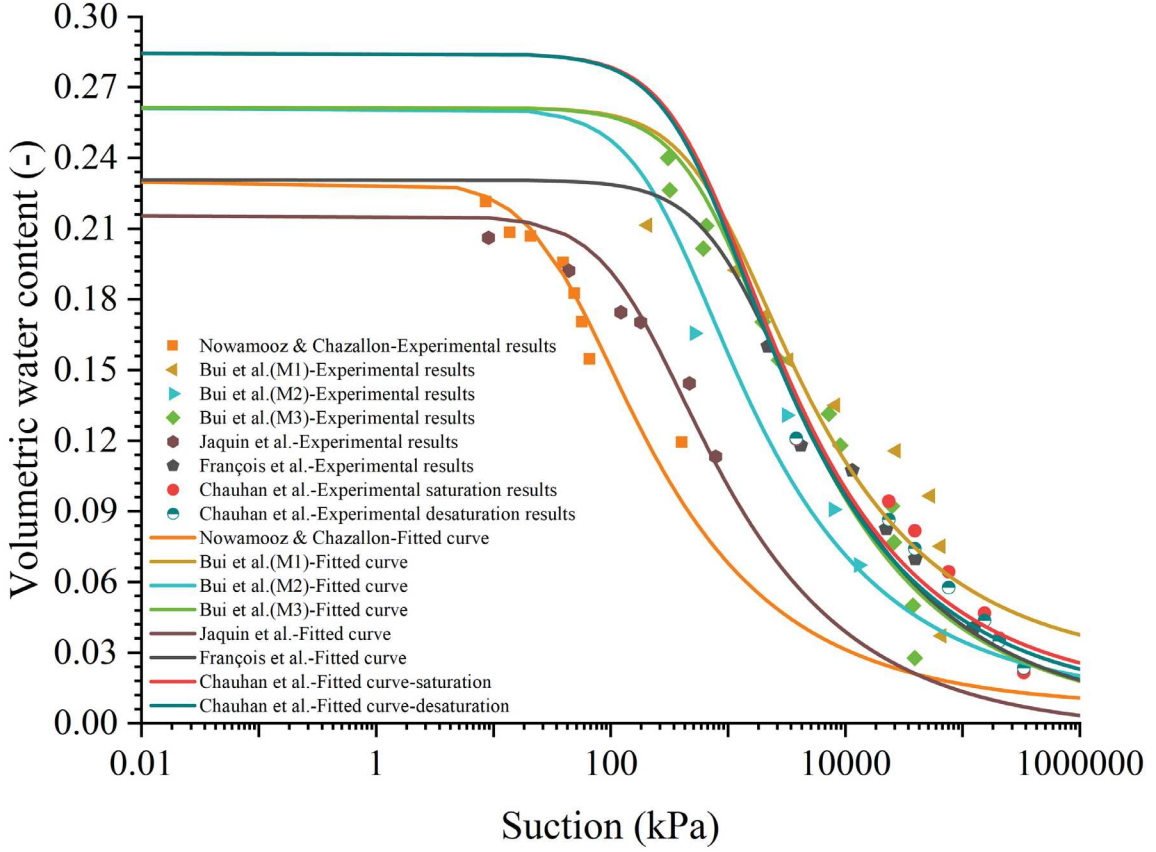 Volumetric water content (-)
0.30
0.27
0.24
0.21
0.18
0.15
0.12
0.09
0.06
0.03
0.00
Nowamooz & Chazallon-Experimental results
Bui et al.(M1)-Experimental results
Bui et al.(M2)-Experimental results
Bui et al.(M3)-Experimental results
Jaquin et al.-Experimental results
François et al.-Experimental results
Chauhan et al.-Experimental saturation results
Chauhan et al.-Experimental desaturation results
Nowamooz & Chazallon-Fitted curve
Bui et al.(M1)-Fitted curve
Bui et al.(M2)-Fitted curve
Bui et al.(M3)-Fitted curve
Jaquin et al.-Fitted curve
François et al.-Fitted curve
Chauhan et al.-Fitted curve-saturation
Chauhan et al.-Fitted curve-desaturation
0.01 1 100 10000 1000000
Suction (kPa)